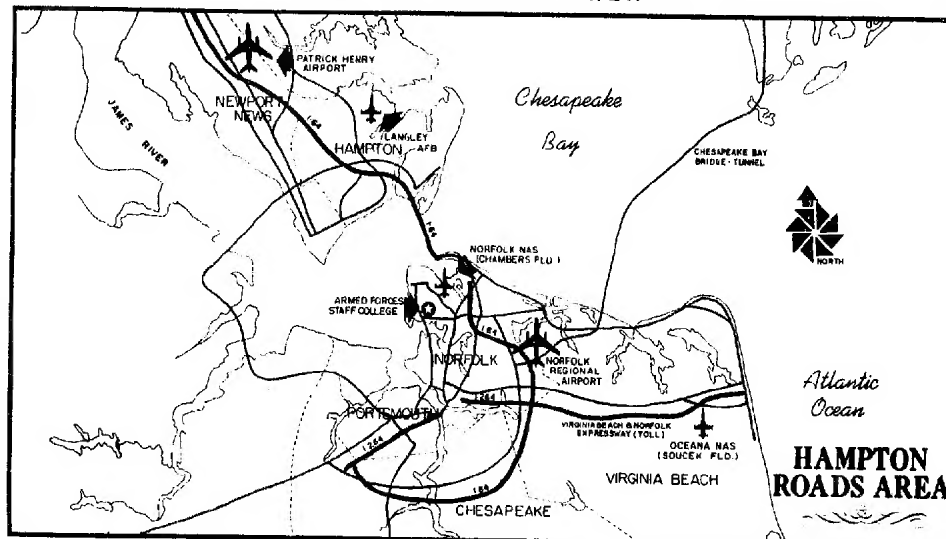 PATRICK HENRY
AIRPORT
NEWPORT
NEWS
JAMES RIVER
I 64
LANGLEY
AFB
HAMPTON
Chesapeake
Bay
CHESAPEAKE BAY
BRIDGE - TUNNEL
I 64
NORTH
NORFOLK NAS
(CHAMBERS FLD.)
ARMED FORCES
STAFF COLLEGE
I 64
NORFOLK
NORFOLK
REGIONAL
AIRPORT
Atlantic
Ocean
PORTSMOUTH
I 264
I 264
VIRGINIA BEACH & NORFOLK
EXPRESSWAY (TOLL)
OCEANA NAS
(SOUCEK FLD.)
I 64
CHESAPEAKE
VIRGINIA BEACH
HAMPTON
ROADS AREA